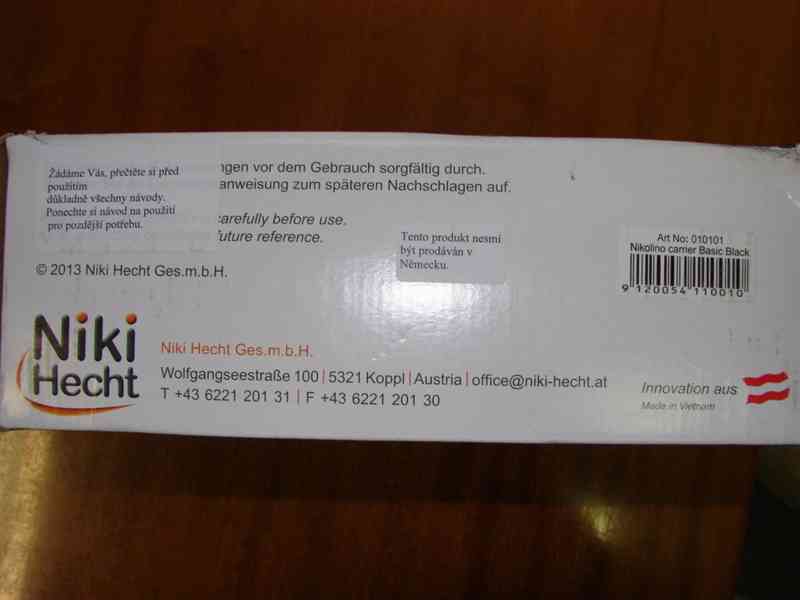 Žádáme Vás, přečtěte si před
použitím
důkladně všechny návody.
Ponechte si návod na použití
pro pozdější potřebu.
ngen vor dem Gebrauch sorgfältig durch.
anweisung zum späteren Nachschlagen auf.
carefully before use.
future reference.
Tento produkt nesmí
být prodáván v
Německu.
Art No: 010101
Nikolino carrier Basic Black
9 120054 110010
© 2013 Niki Hecht Ges.m.b.H.
Niki
Hecht
Niki Hecht Ges.m.b.H.
Wolfgangseestraße 100 | 5321 Koppl | Austria | office@niki-hecht.at
T +43 6221 201 31 | F +43 6221 201 30
Innovation aus
Made in Vietnam